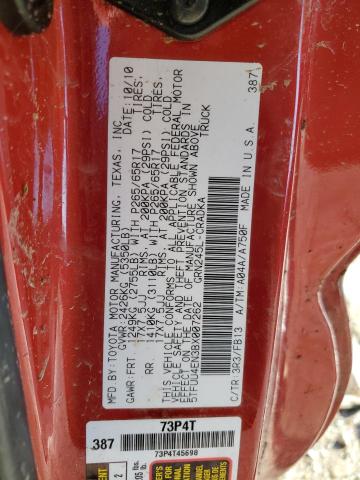 MFD BY:TOYOTA MOTOR MANUFACTURING, TEXAS, INC. DATE:10/10
GVWR 2426KG (5350LB)
GAWR:FRT 1249KG (2755LB) WITH P265/65R17 TIRES,
17X7.5JJ RIMS, AT 200KPA (29PSI) COLD
RR 1410KG (3110LB) WITH P265/65R17 TIRES,
17X7.5JJ RIMS, AT 200KPA (29PSI) COLD
THIS VEHICLE CONFORMS TO ALL APPLICABLE FEDERAL MOTOR
VEHICLE SAFETY AND THEFT PREVENTION STANDARDS
IN EFFECT ON THE DATE OF MANUFACTURE SHOWN ABOVE
5TFUU4EN3BX007262 TRUCK
GRN245L-CRADKA
C/TR:3R3/FB13 A/TM:A04A/A750F MADE IN U.S.A. 387
387
73P4T
73P4T45698